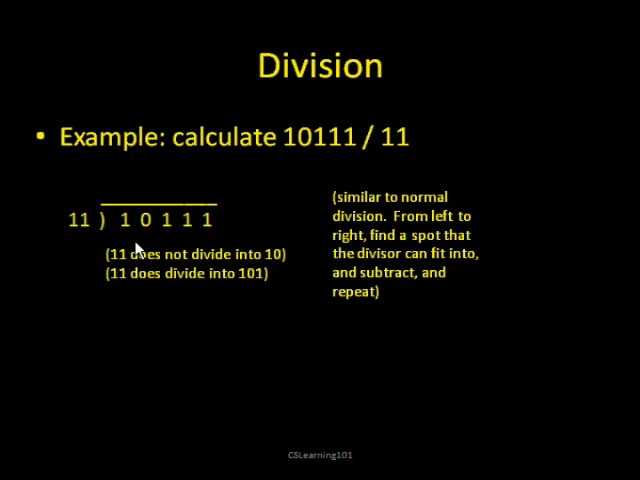 Division
• Example: calculate 10111 / 11
11 ) 1 0 1 1 1
(11 does not divide into 10)
(11 does divide into 101)
(similar to normal
division. From left to
right, find a spot that
the divisor can fit into,
and subtract, and
repeat)
CSLearning101